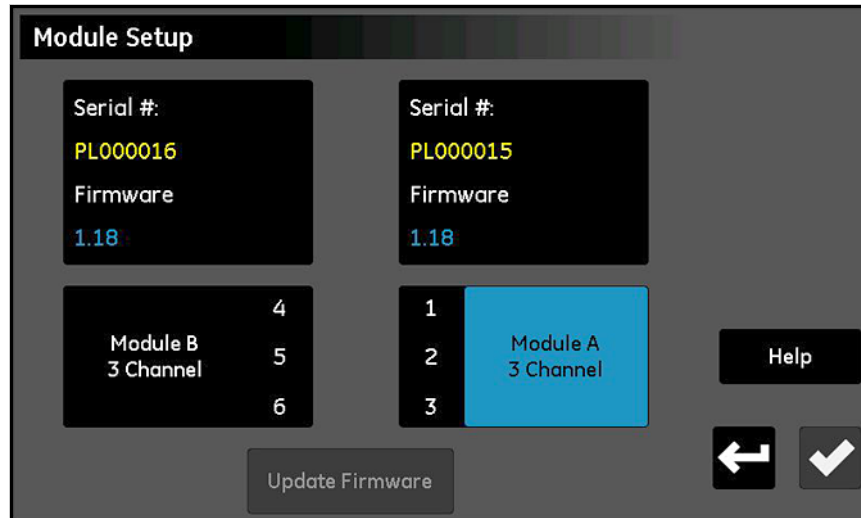 Module Setup
Serial #:
PL000016
Firmware
1.18
Serial #:
PL000015
Firmware
1.18
Module B
3 Channel
4
5
6
1
2
3
Module A
3 Channel
Help
Update Firmware